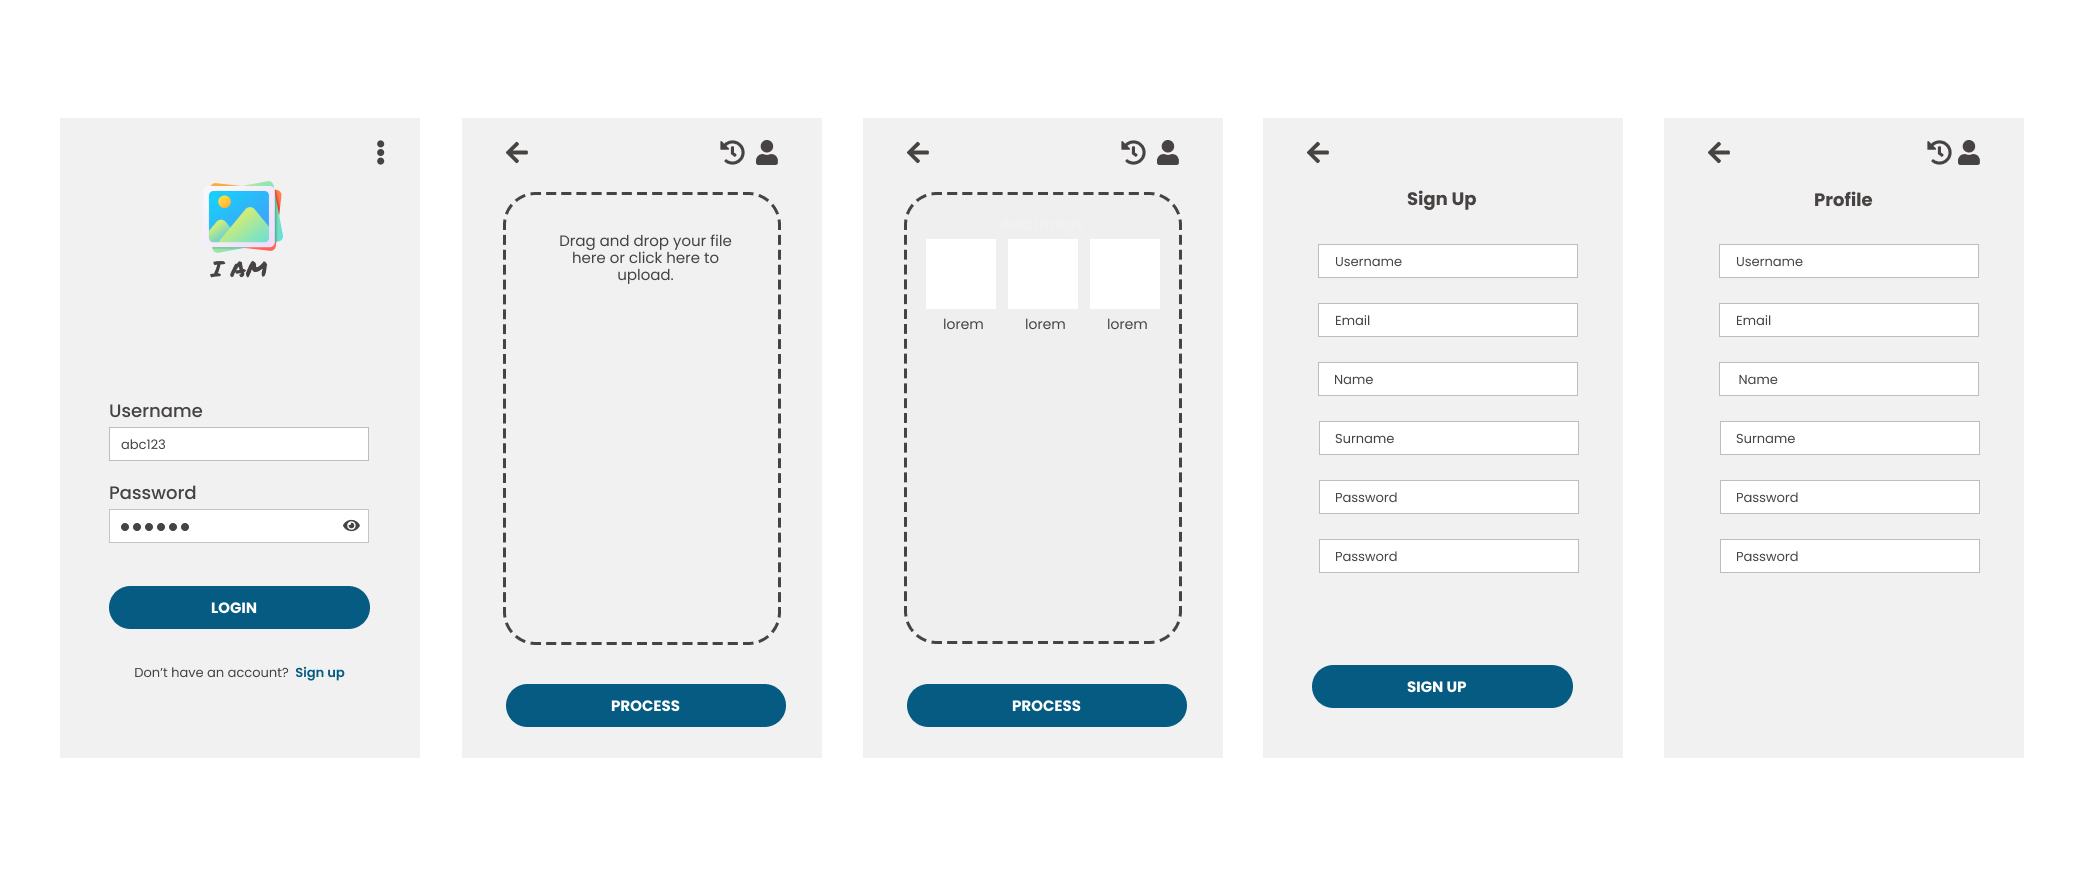 I AM
Username
abc123
Password
LOGIN
Don't have an account? Sign up
Drag and drop your file
here or click here to
upload.
PROCESS
lorem lorem lorem
PROCESS
Sign Up
Username
Email
Name
Surname
Password
Password
SIGN UP
Profile
Username
Email
Name
Surname
Password
Password